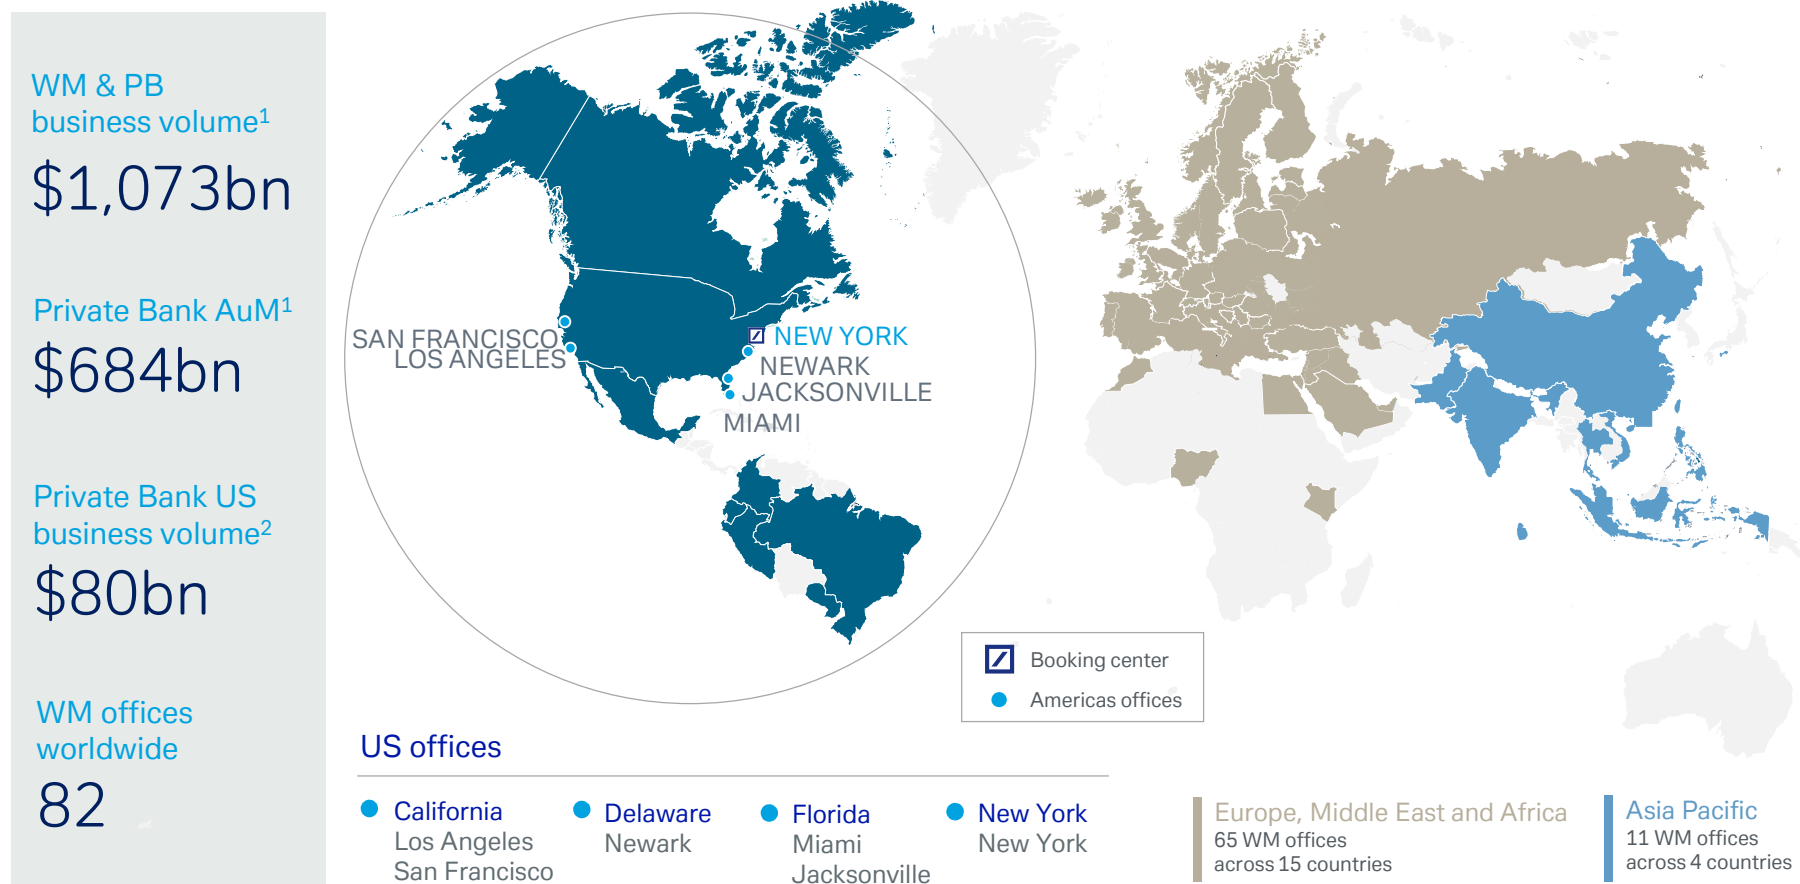 WM & PB
business volume¹
$1,073bn
Private Bank AuM¹
$684bn
Private Bank US
business volume²
$80bn
WM offices
worldwide
82
SAN FRANCISCO
LOS ANGELES
NEW YORK
NEWARK
JACKSONVILLE
MIAMI
Booking center
Americas offices
US offices
California
Los Angeles
San Francisco
Delaware
Newark
Florida
Miami
Jacksonville
New York
New York
Europe, Middle East and Africa
65 WM offices
across 15 countries
Asia Pacific
11 WM offices
across 4 countries